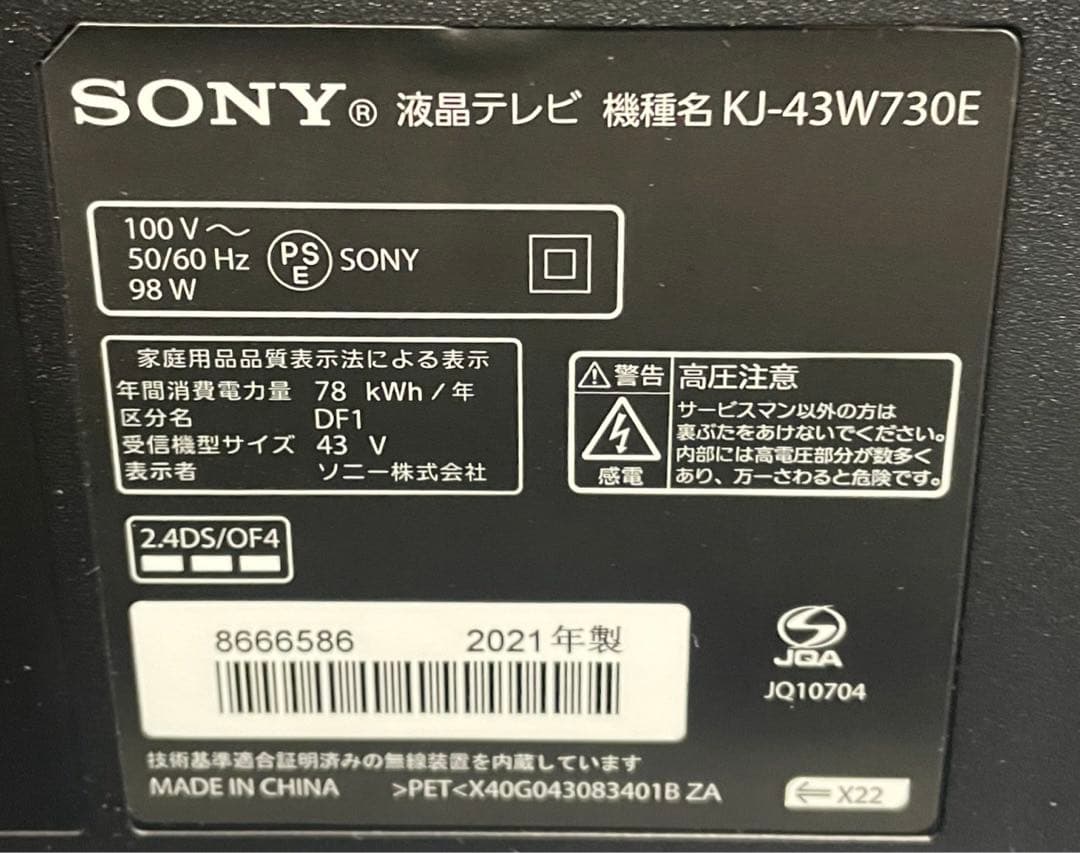 SONY® 液晶テレビ 機種名 KJ-43W730E
100 V～
50/60 Hz
98 W
PSE SONY
家庭用品品質表示法による表示
年間消費電力量 78 kWh / 年
区分名 DF1
受信機型サイズ 43 V
表示者 ソニー株式会社
⚠警告 高圧注意
感電
サービスマン以外の方は
裏ぶたをあけないでください。
内部には高電圧部分が数多く
あり、万一さわると危険です。
2.4DS/OF4
8666586 2021年製
JQA
JQ10704
技術基準適合証明済みの無線装置を内蔵しています
MADE IN CHINA >PET<X40G043083401B ZA
⇐ X22